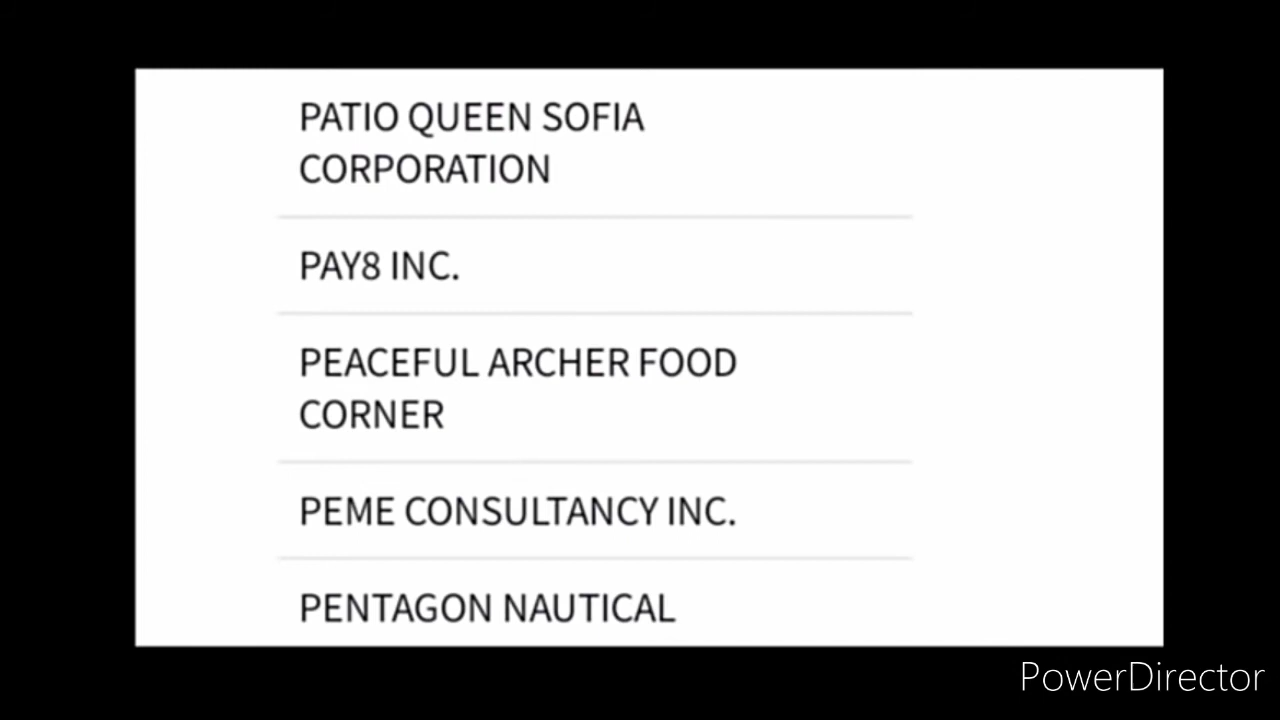 PATIO QUEEN SOFIA
CORPORATION
PAY8 INC.
PEACEFUL ARCHER FOOD
CORNER
PEME CONSULTANCY INC.
PENTAGON NAUTICAL
PowerDirector